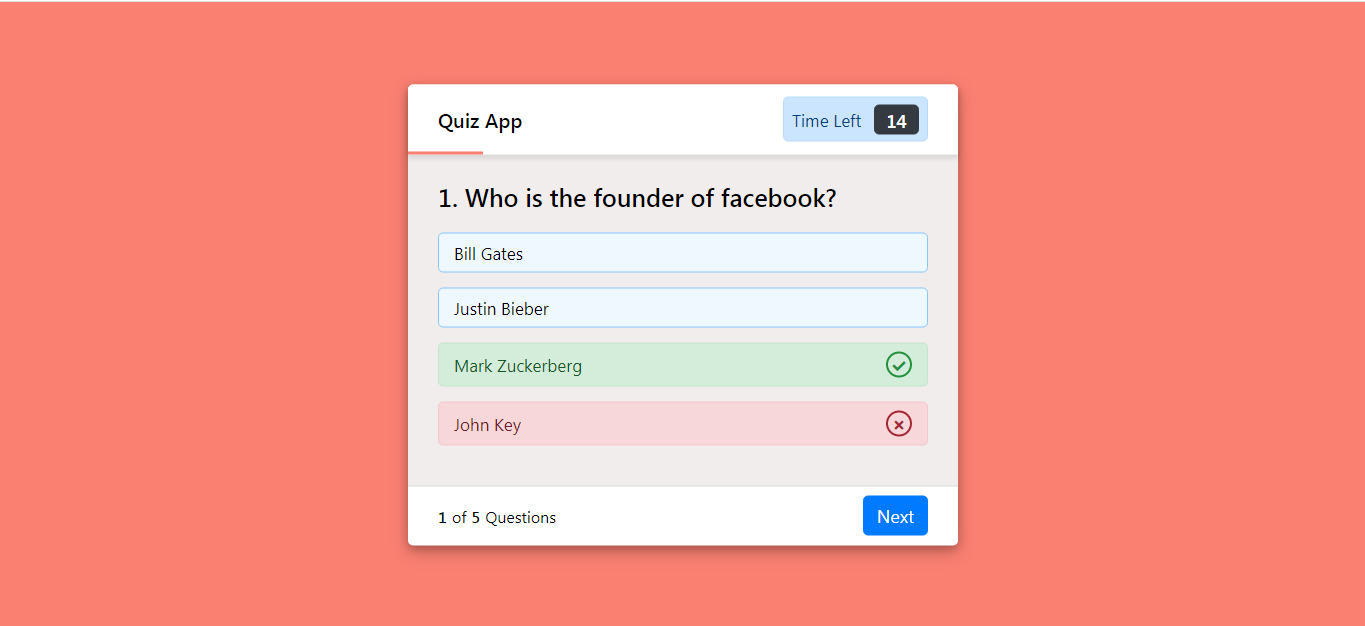 Quiz App
Time Left 14
1. Who is the founder of facebook?
Bill Gates
Justin Bieber
Mark Zuckerberg
John Key
1 of 5 Questions
Next